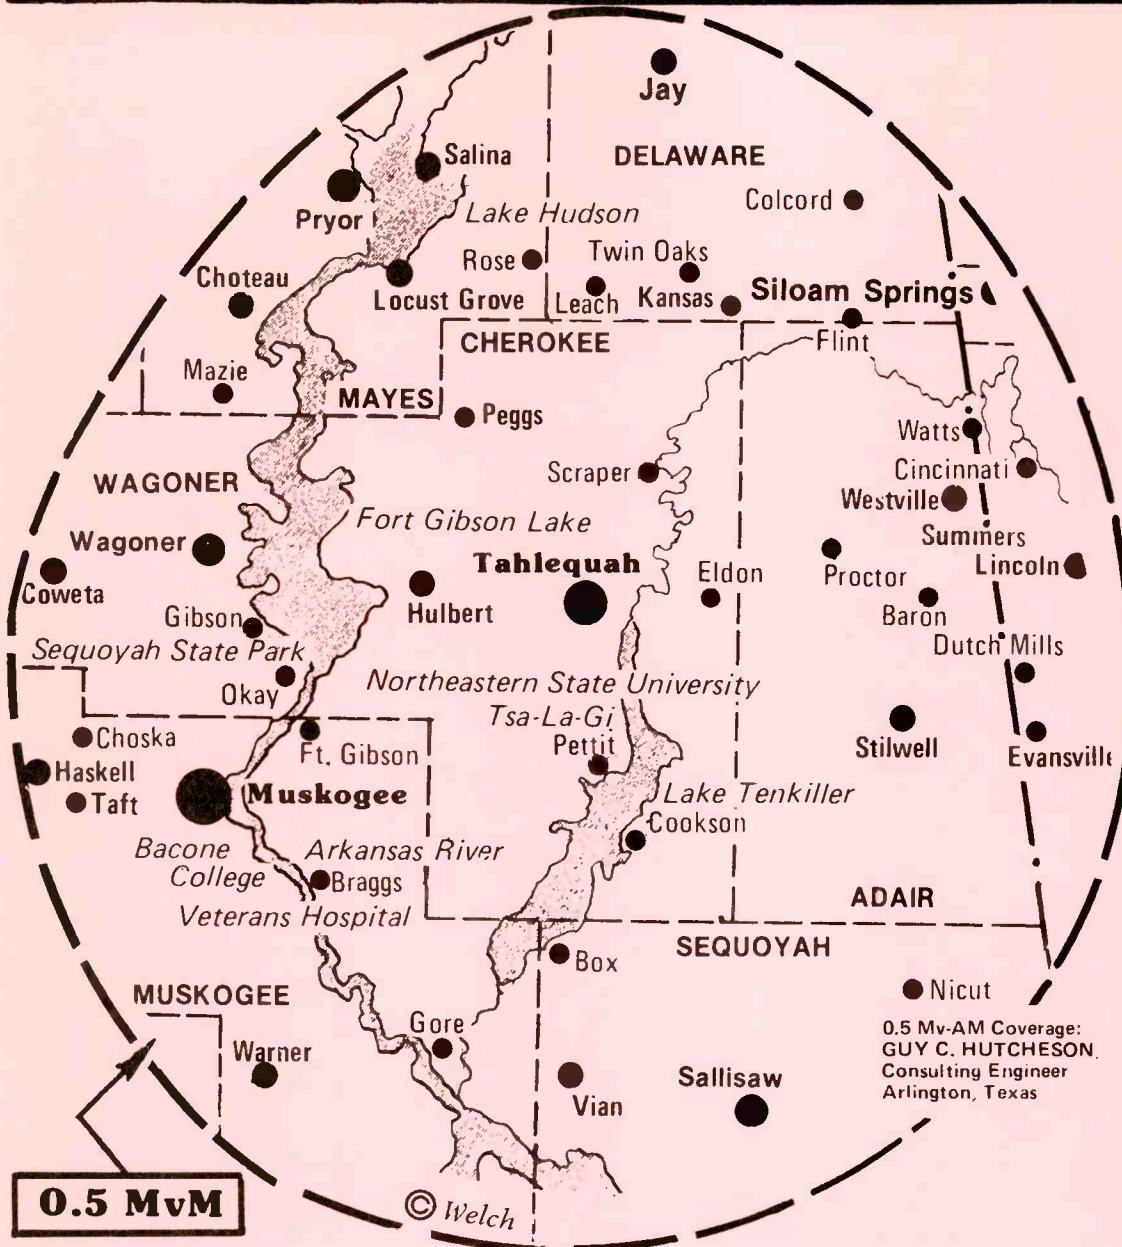 Jay
Salina
DELAWARE
Pryor
Colcord
Lake Hudson
Rose
Twin Oaks
Choteau
Locust Grove
Leach
Kansas
Siloam Springs
CHEROKEE
Flint
Mazie
MAYES
Peggs
Watts
Scraper
Cincinnati
WAGONER
Westville
Fort Gibson Lake
Summers
Wagoner
Tahlequah
Eldon
Proctor
Lincoln
Coweta
Hulbert
Baron
Gibson
Dutch Mills
Sequoyah State Park
Okay
Northeastern State University
Tsa-La-Gi
Choska
Ft. Gibson
Pettit
Stilwell
Evansville
Haskell
Taft
Muskogee
Lake Tenkiller
Cookson
Bacone
College
Arkansas River
Braggs
Veterans Hospital
ADAIR
SEQUOYAH
Box
MUSKOGEE
Nicut
Gore
Warner
0.5 Mv-AM Coverage:
GUY C. HUTCHESON.
Consulting Engineer
Arlington, Texas
Vian
Sallisaw
0.5 MvM
© Welch